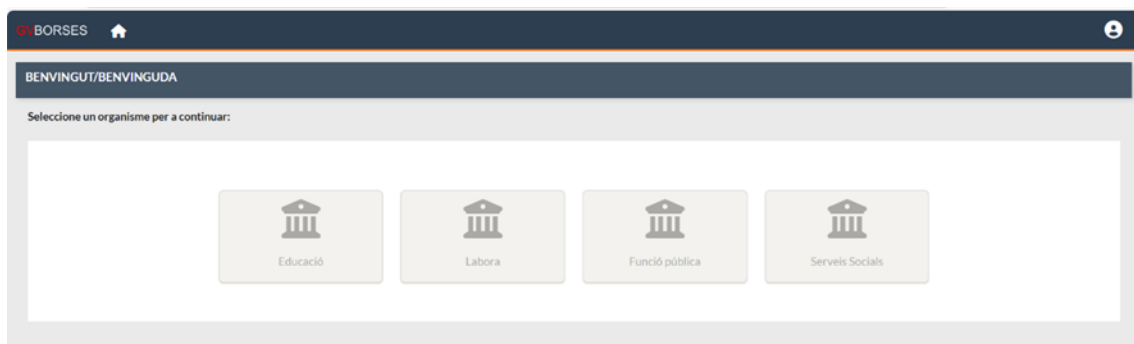 GVBORSES
BENVINGUT/BENVINGUDA
Seleccione un organisme per a continuar:
Educació
Labora
Funció pública
Serveis Socials